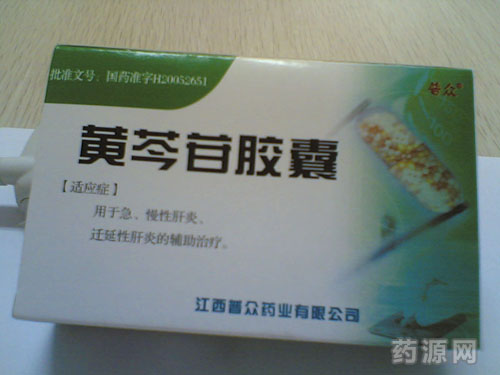 批准文号：国药准字H20052651
普众®
黄芩苷胶囊
【适应症】
用于急、慢性肝炎、
迁延性肝炎的辅助治疗。
江西普众药业有限公司
药源网